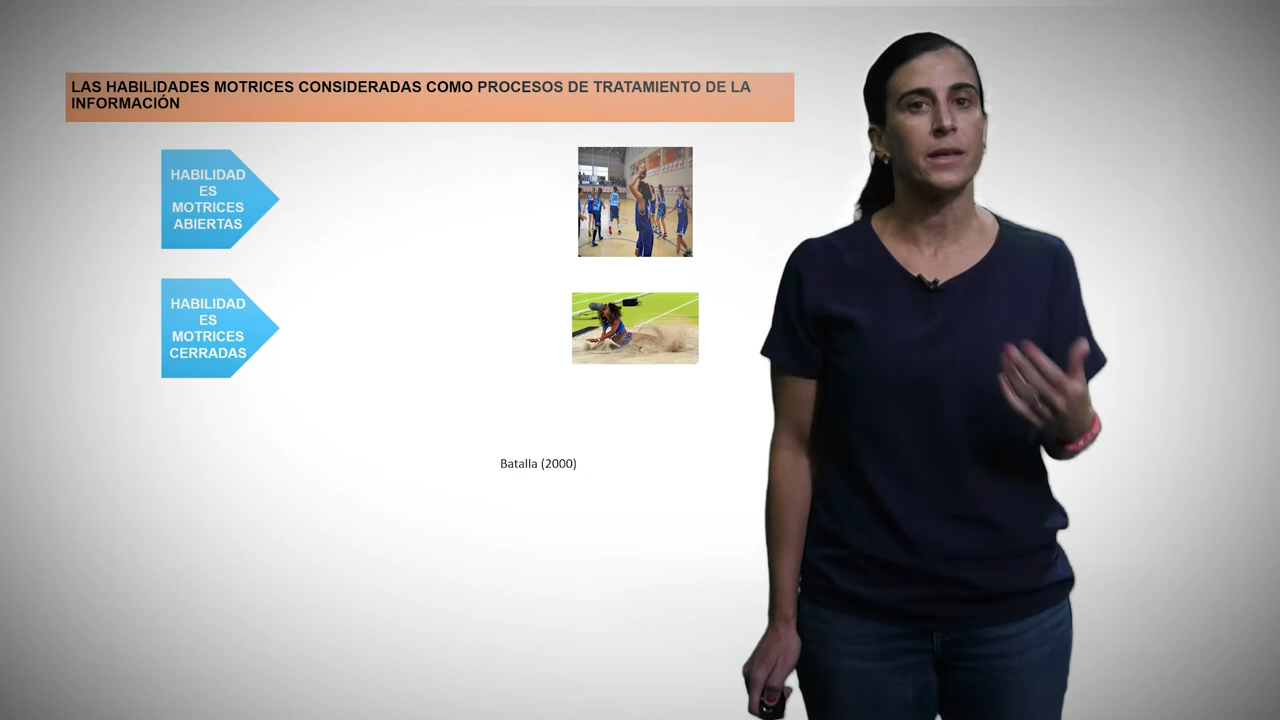 LAS HABILIDADES MOTRICES CONSIDERADAS COMO PROCESOS DE TRATAMIENTO DE LA
INFORMACIÓN
HABILIDAD
ES
MOTRICES
ABIERTAS
HABILIDAD
ES
MOTRICES
CERRADAS
Batalla (2000)